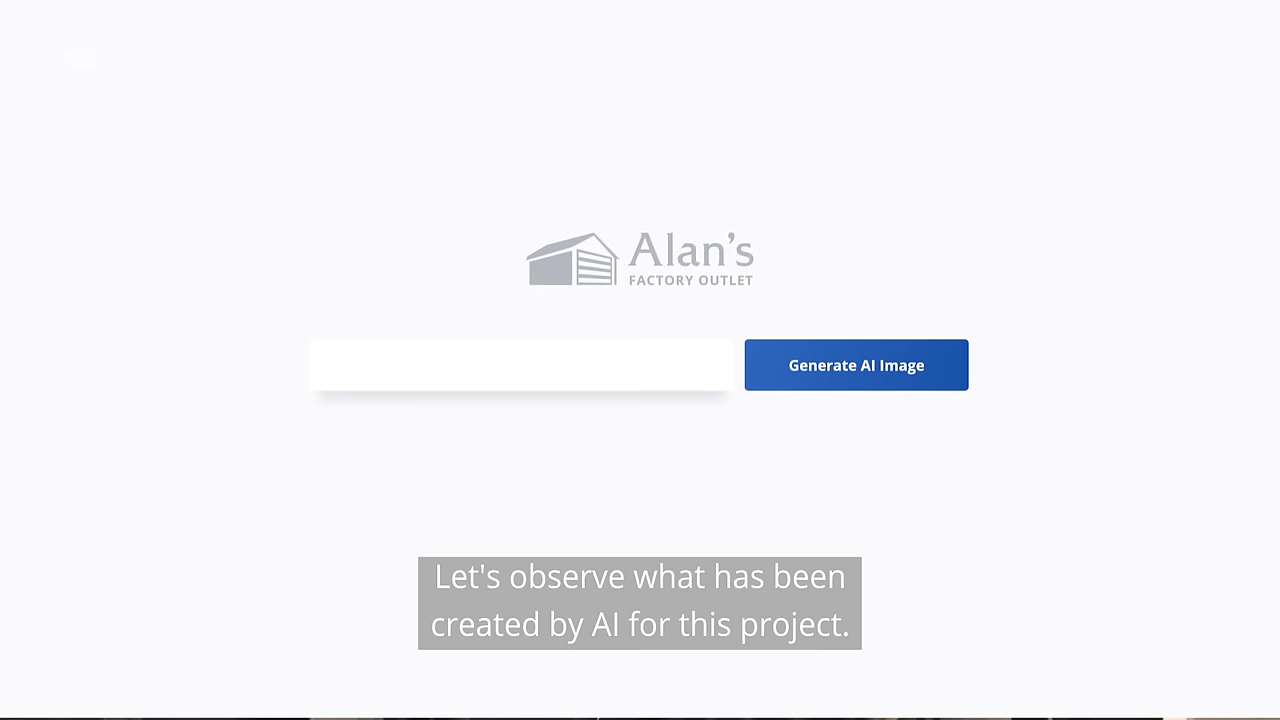 Alan's
FACTORY OUTLET
Generate AI Image
Let's observe what has been
created by AI for this project.